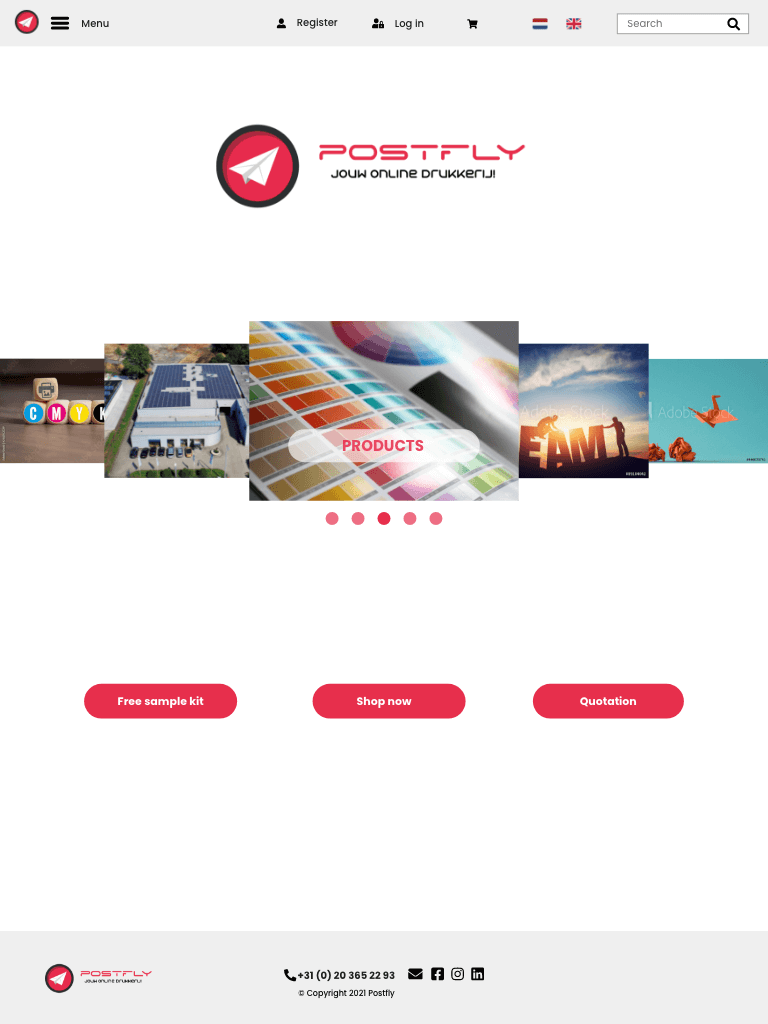 Menu
Register
Log in
Search
POSTFLY
JOUW ONLINE DRUKKERIJ!
C M Y K
TEAM
Adobe Stock
Adobe Stock
PRODUCTS
Free sample kit
Shop now
Quotation
POSTFLY
JOUW ONLINE DRUKKERIJ!
+31 (0) 20 365 22 93
© Copyright 2021 Postfly